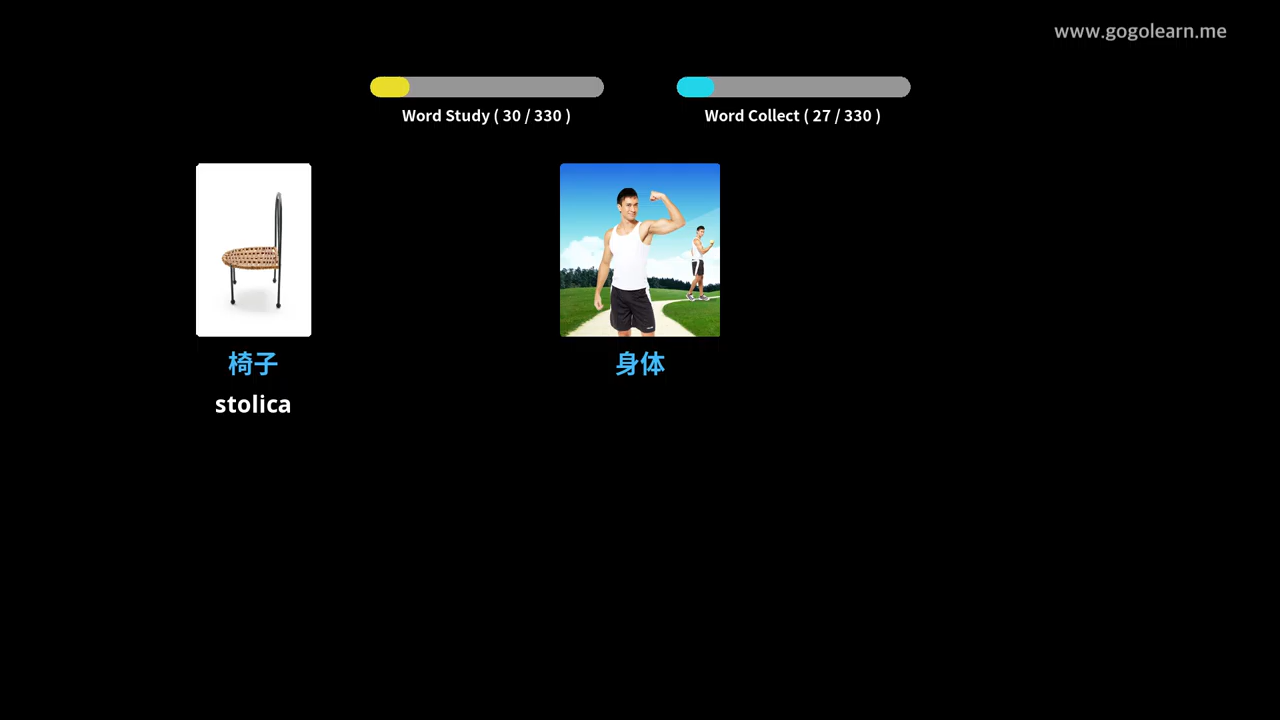 www.gogolearn.me
Word Study ( 30 / 330 )
Word Collect ( 27 / 330 )
椅子
身体
stolica